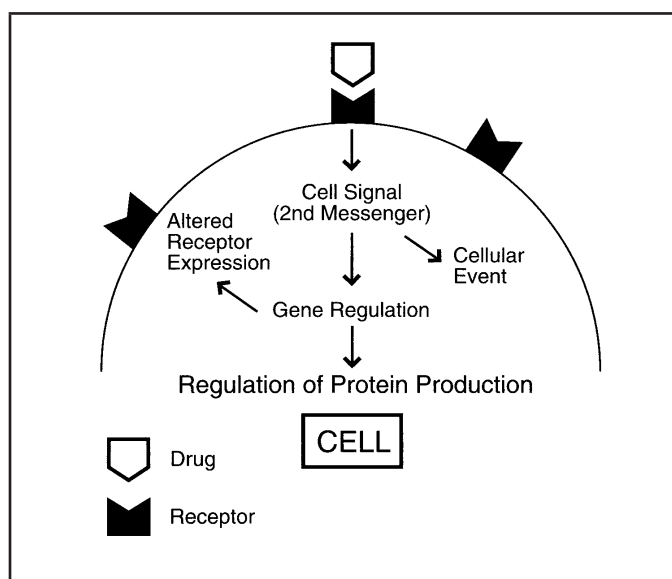 Cell Signal
(2nd Messenger)
Altered
Receptor
Expression
Cellular
Event
Gene Regulation
Regulation of Protein Production
CELL
Drug
Receptor